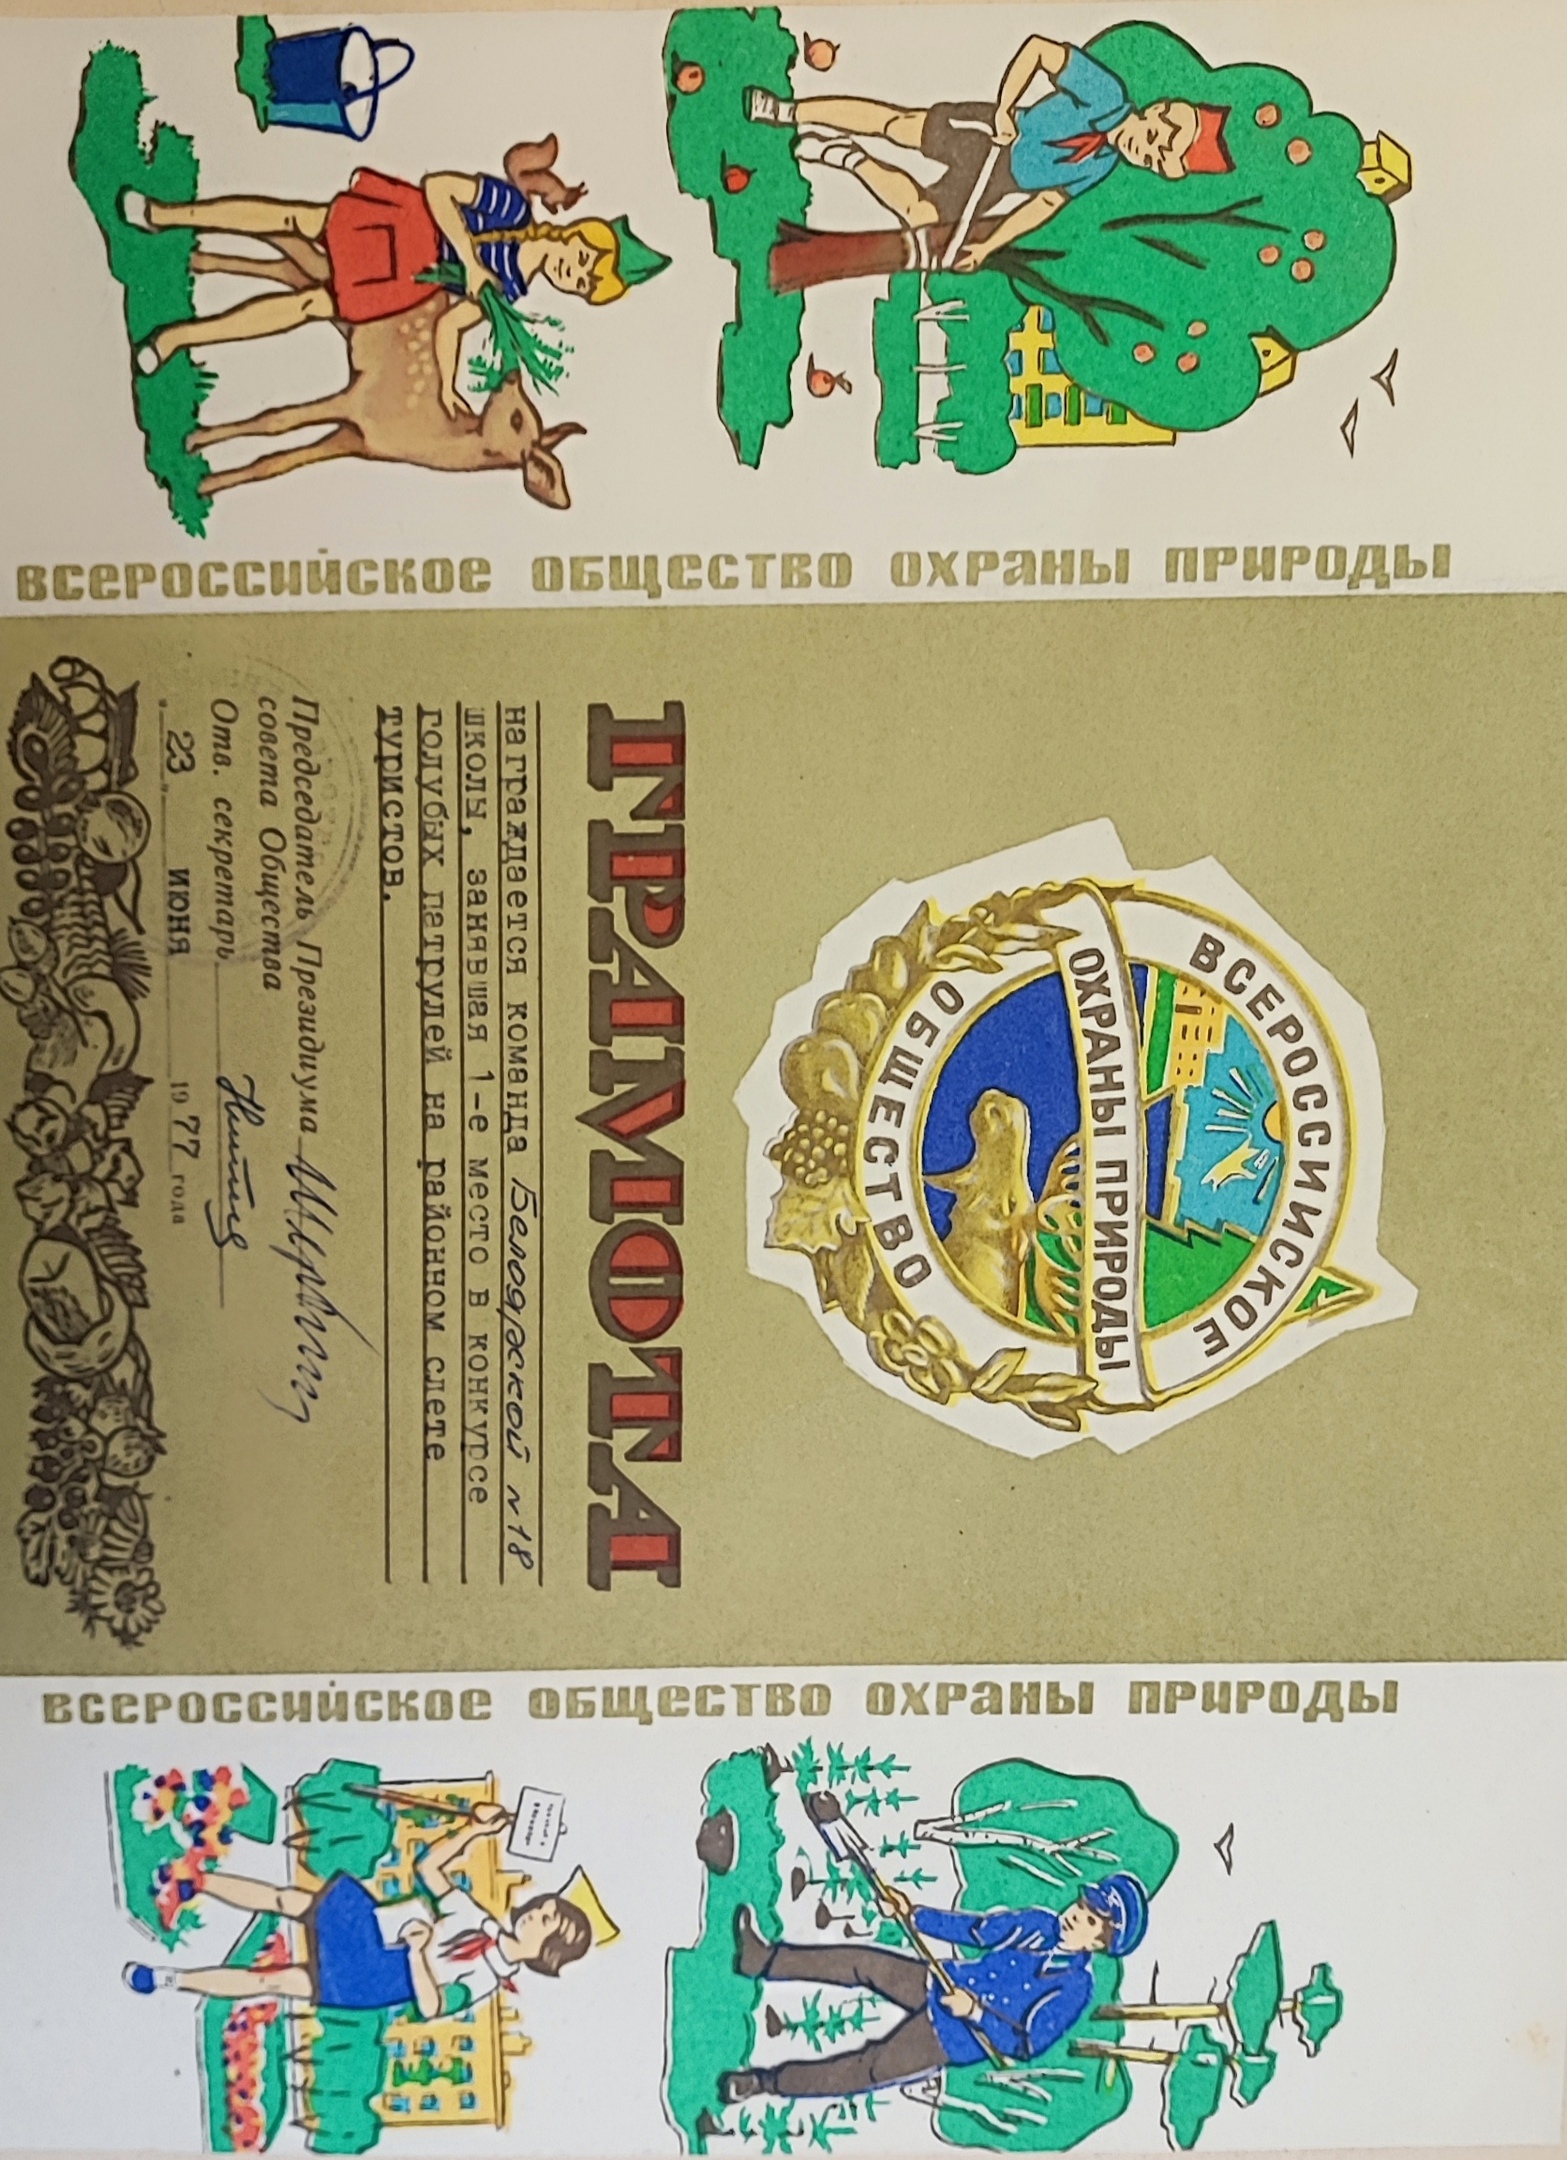 ВСЕРОССИЙСКОЕ ОБЩЕСТВО ОХРАНЫ ПРИРОДЫ
ВСЕРОССИЙСКОЕ
ОХРАНЫ ПРИРОДЫ
ОБЩЕСТВО
ГРАМОТА
награждается команда Белоярской №18
школы, занявшая 1-е место в конкурсе
голубых патрулей на районном слете
туристов.
Председатель Президиума
совета Общества
Отв. секретарь
„23„ июня 1977 года
ВСЕРОССИЙСКОЕ ОБЩЕСТВО ОХРАНЫ ПРИРОДЫ